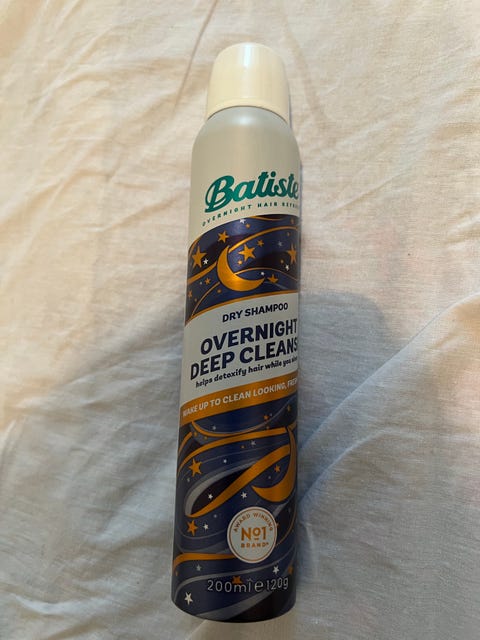 Batiste
OVERNIGHT HAIR
DRY SHAMPOO
OVERNIGHT
DEEP CLEANS
helps detoxify hair while you
WAKE UP TO CLEAN LOOKING,
AWARD WINNING
No1
BRAND
200ml e 120g